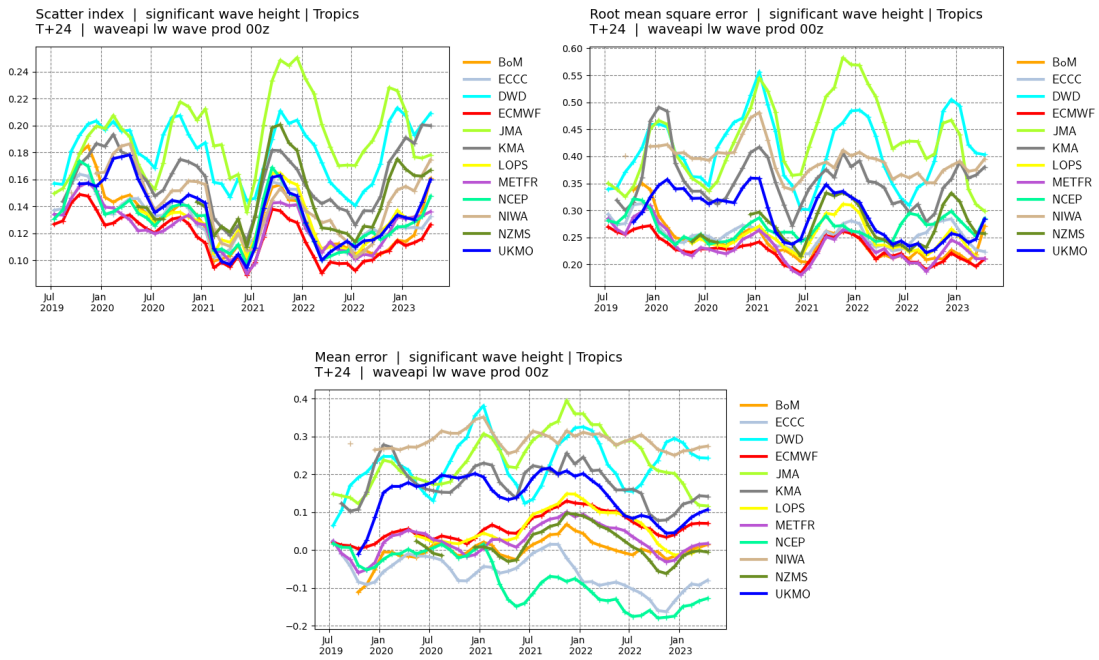 Scatter index | significant wave height | Tropics
T+24 | waveapi lw wave prod 00z
0.24
0.22
0.20
0.18
0.16
0.14
0.12
0.10
Jul 2019
Jan 2020
Jul 2020
Jan 2021
Jul 2021
Jan 2022
Jul 2022
Jan 2023
BoM
ECCC
DWD
ECMWF
JMA
KMA
LOPS
METFR
NCEP
NIWA
NZMS
UKMO
Root mean square error | significant wave height | Tropics
T+24 | waveapi lw wave prod 00z
0.60
0.55
0.50
0.45
0.40
0.35
0.30
0.25
0.20
Jul 2019
Jan 2020
Jul 2020
Jan 2021
Jul 2021
Jan 2022
Jul 2022
Jan 2023
BoM
ECCC
DWD
ECMWF
JMA
KMA
LOPS
METFR
NCEP
NIWA
NZMS
UKMO
Mean error | significant wave height | Tropics
T+24 | waveapi lw wave prod 00z
0.4
0.3
0.2
0.1
0.0
−0.1
−0.2
Jul 2019
Jan 2020
Jul 2020
Jan 2021
Jul 2021
Jan 2022
Jul 2022
Jan 2023
BoM
ECCC
DWD
ECMWF
JMA
KMA
LOPS
METFR
NCEP
NIWA
NZMS
UKMO